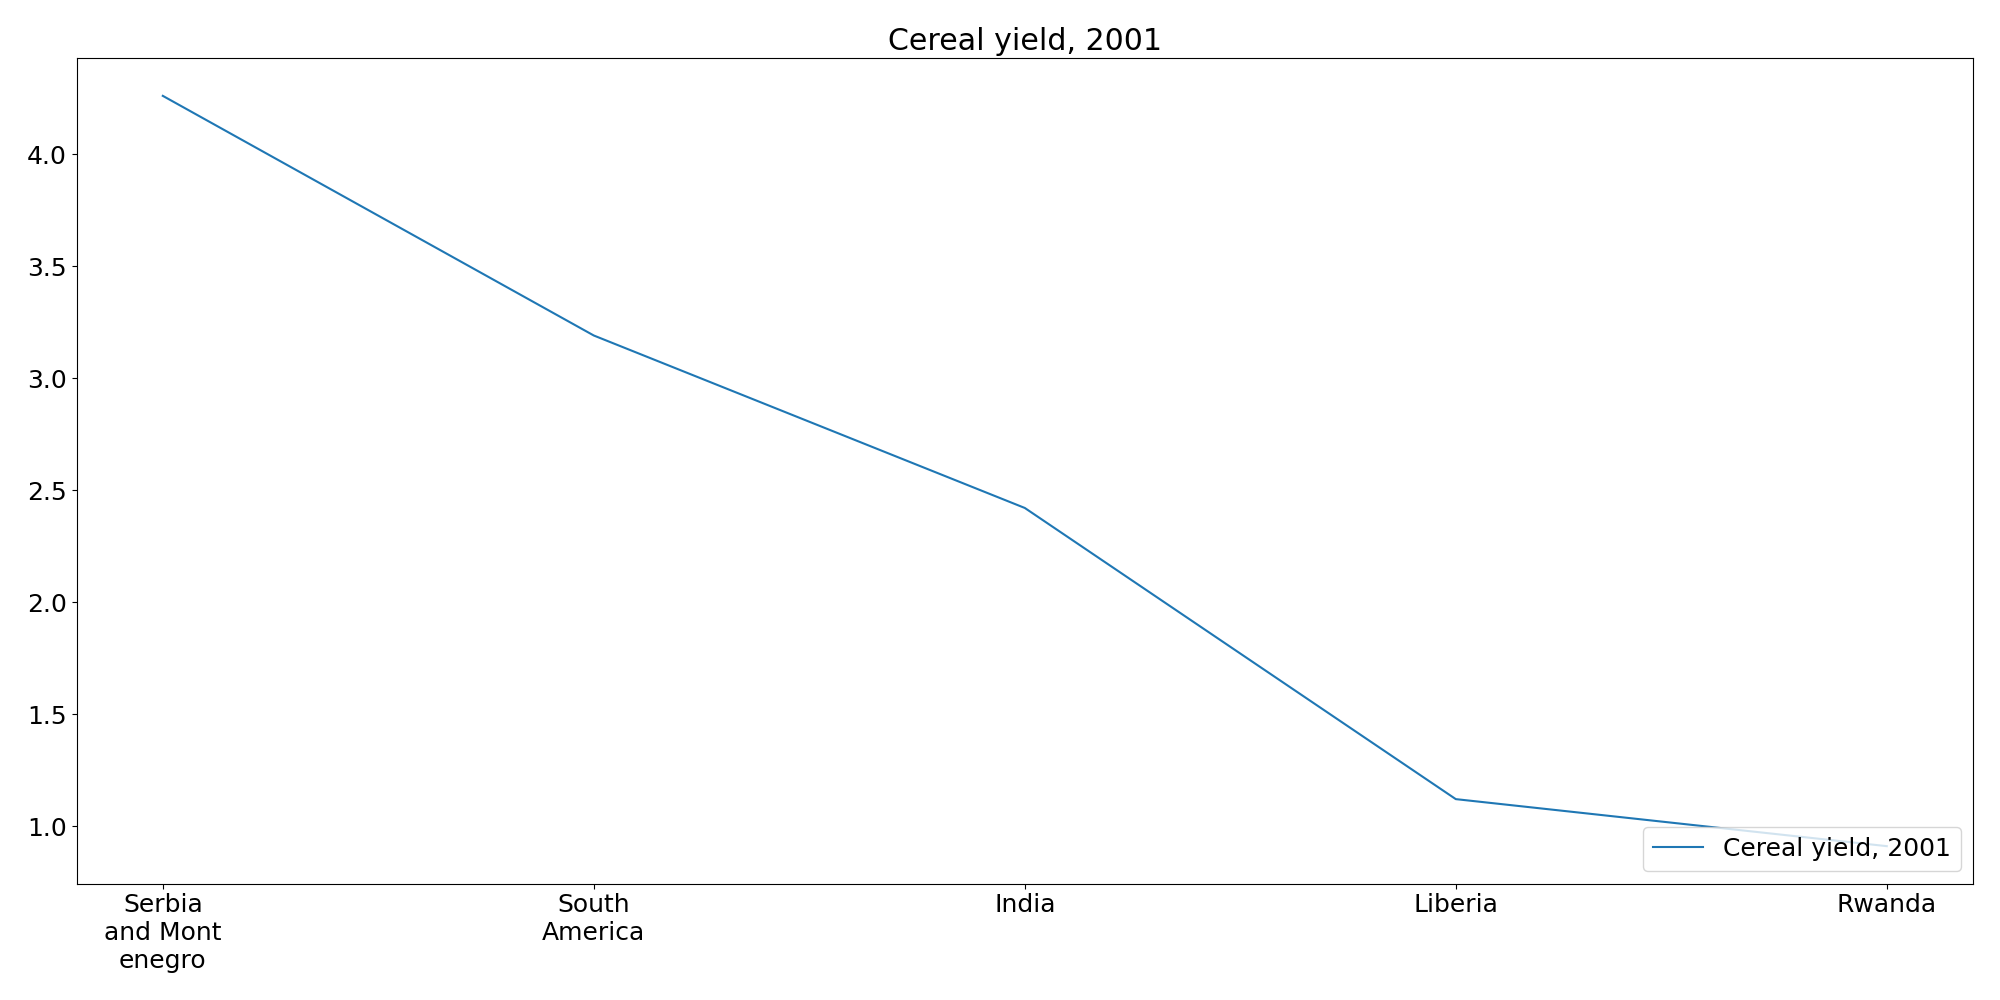 Cereal yield, 2001
4.0
3.5
3.0
2.5
2.0
1.5
1.0
Cereal yield, 2001
Serbia
and Mont
enegro
South
America
India
Liberia
Rwanda